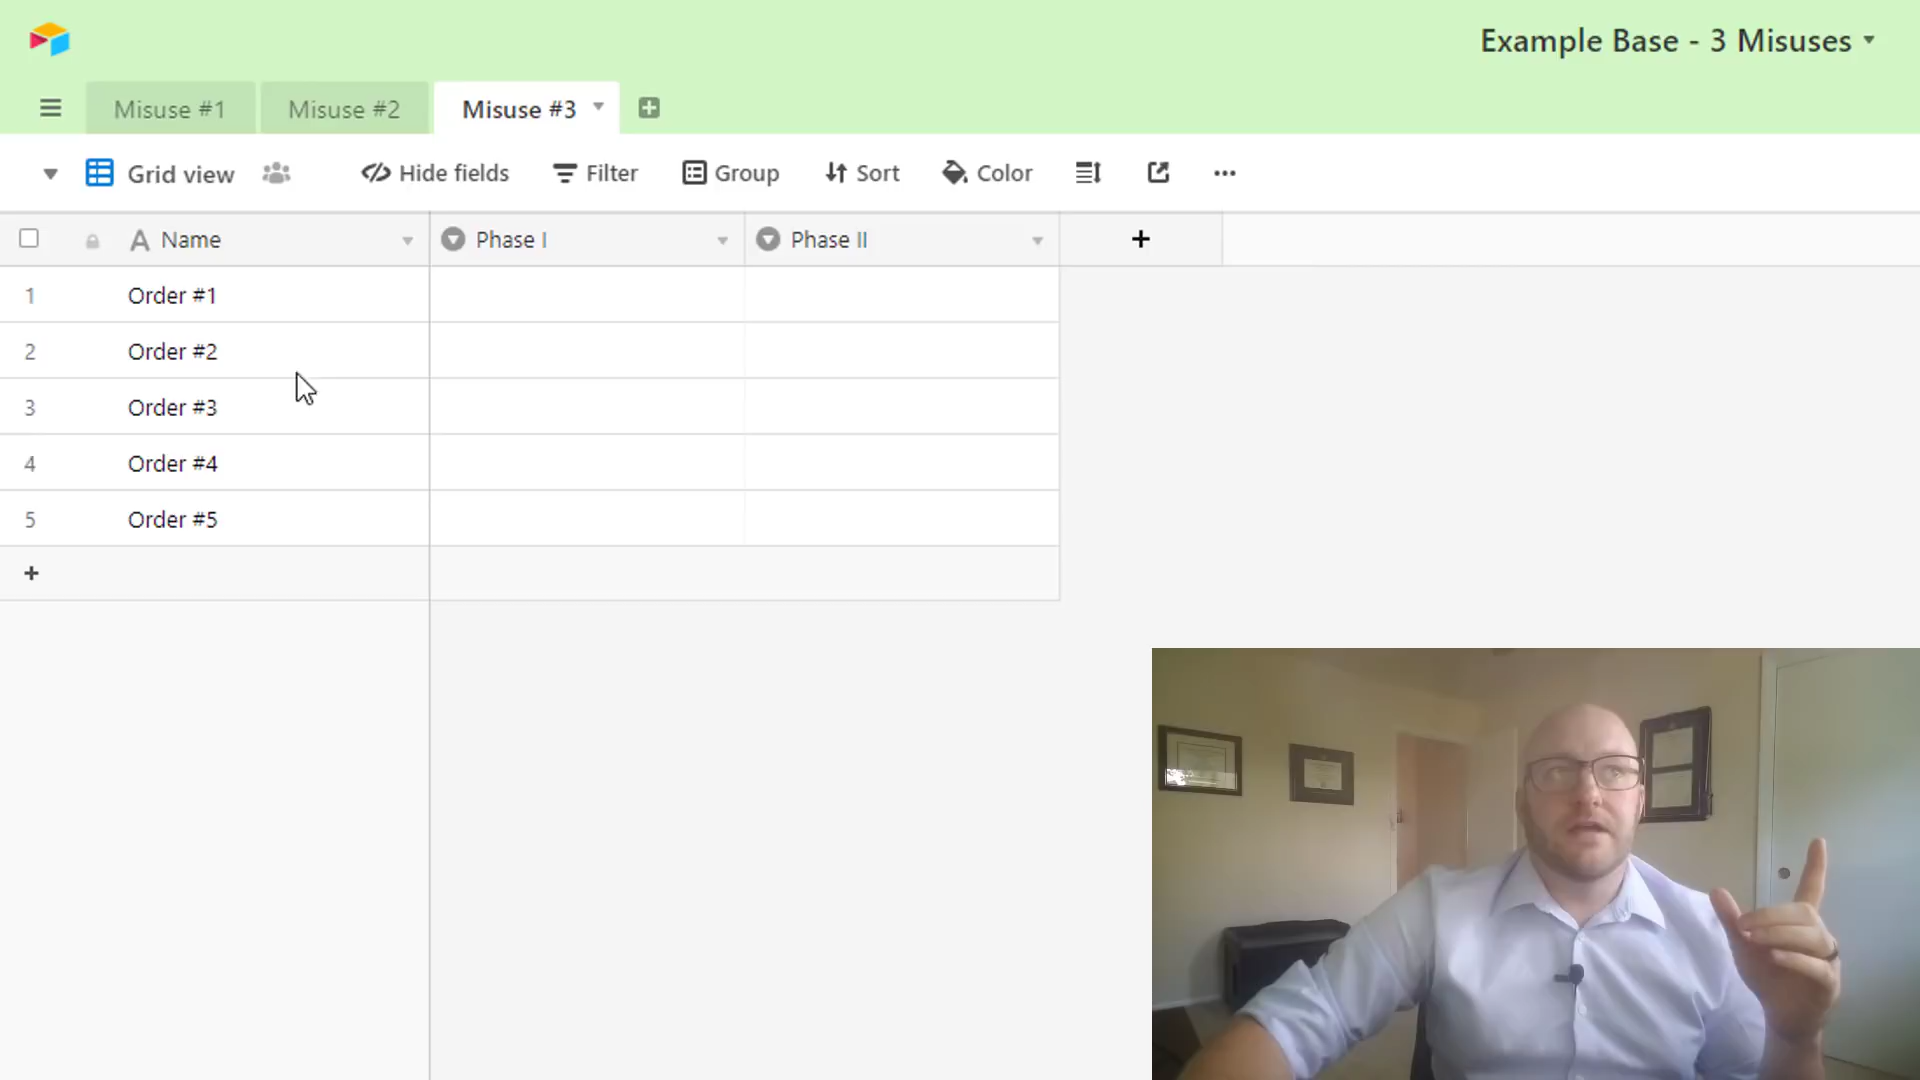 Example Base - 3 Misuses
Misuse #1 Misuse #2 Misuse #3
Grid view Hide fields Filter Group Sort Color
Name Phase I Phase II
1 Order #1
2 Order #2
3 Order #3
4 Order #4
5 Order #5